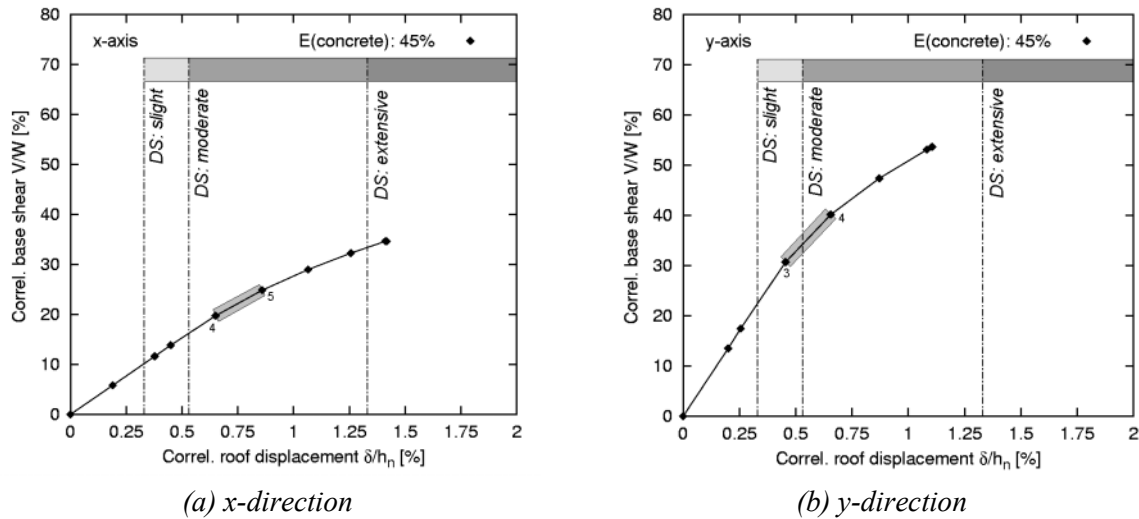 80
70
60
50
40
30
20
10
0
Correl. base shear V/W [%]
x-axis
E(concrete): 45%
DS: slight
DS: moderate
DS: extensive
4
5
0 0.25 0.5 0.75 1 1.25 1.5 1.75 2
Correl. roof displacement δ/hn [%]
(a) x-direction
80
70
60
50
40
30
20
10
0
Correl. base shear V/W [%]
y-axis
E(concrete): 45%
DS: slight
DS: moderate
DS: extensive
4
3
0 0.25 0.5 0.75 1 1.25 1.5 1.75 2
Correl. roof displacement δ/hn [%]
(b) y-direction